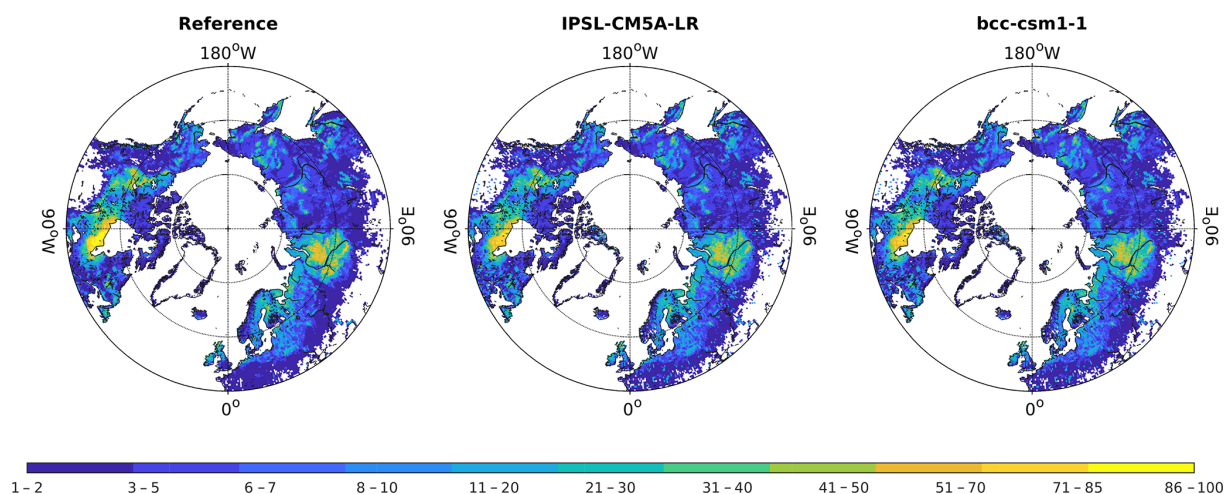 Reference
IPSL-CM5A-LR
bcc-csm1-1
180°W
180°W
180°W
90°W
90°E
90°W
90°E
90°W
90°E
0°
0°
0°
1 – 2
3 – 5
6 – 7
8 – 10
11 – 20
21 – 30
31 – 40
41 – 50
51 – 70
71 – 85
86 – 100